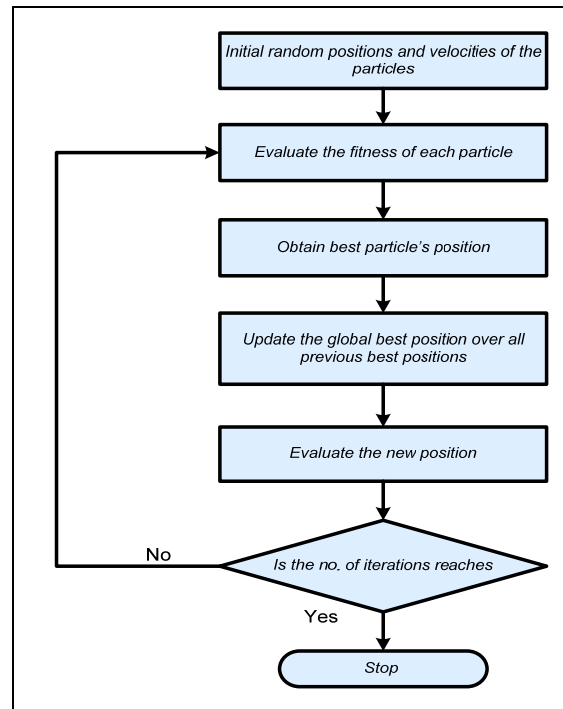 Initial random positions and velocities of the
particles
Evaluate the fitness of each particle
Obtain best particle's position
Update the global best position over all
previous best positions
Evaluate the new position
Is the no. of iterations reaches
No
Yes
Stop